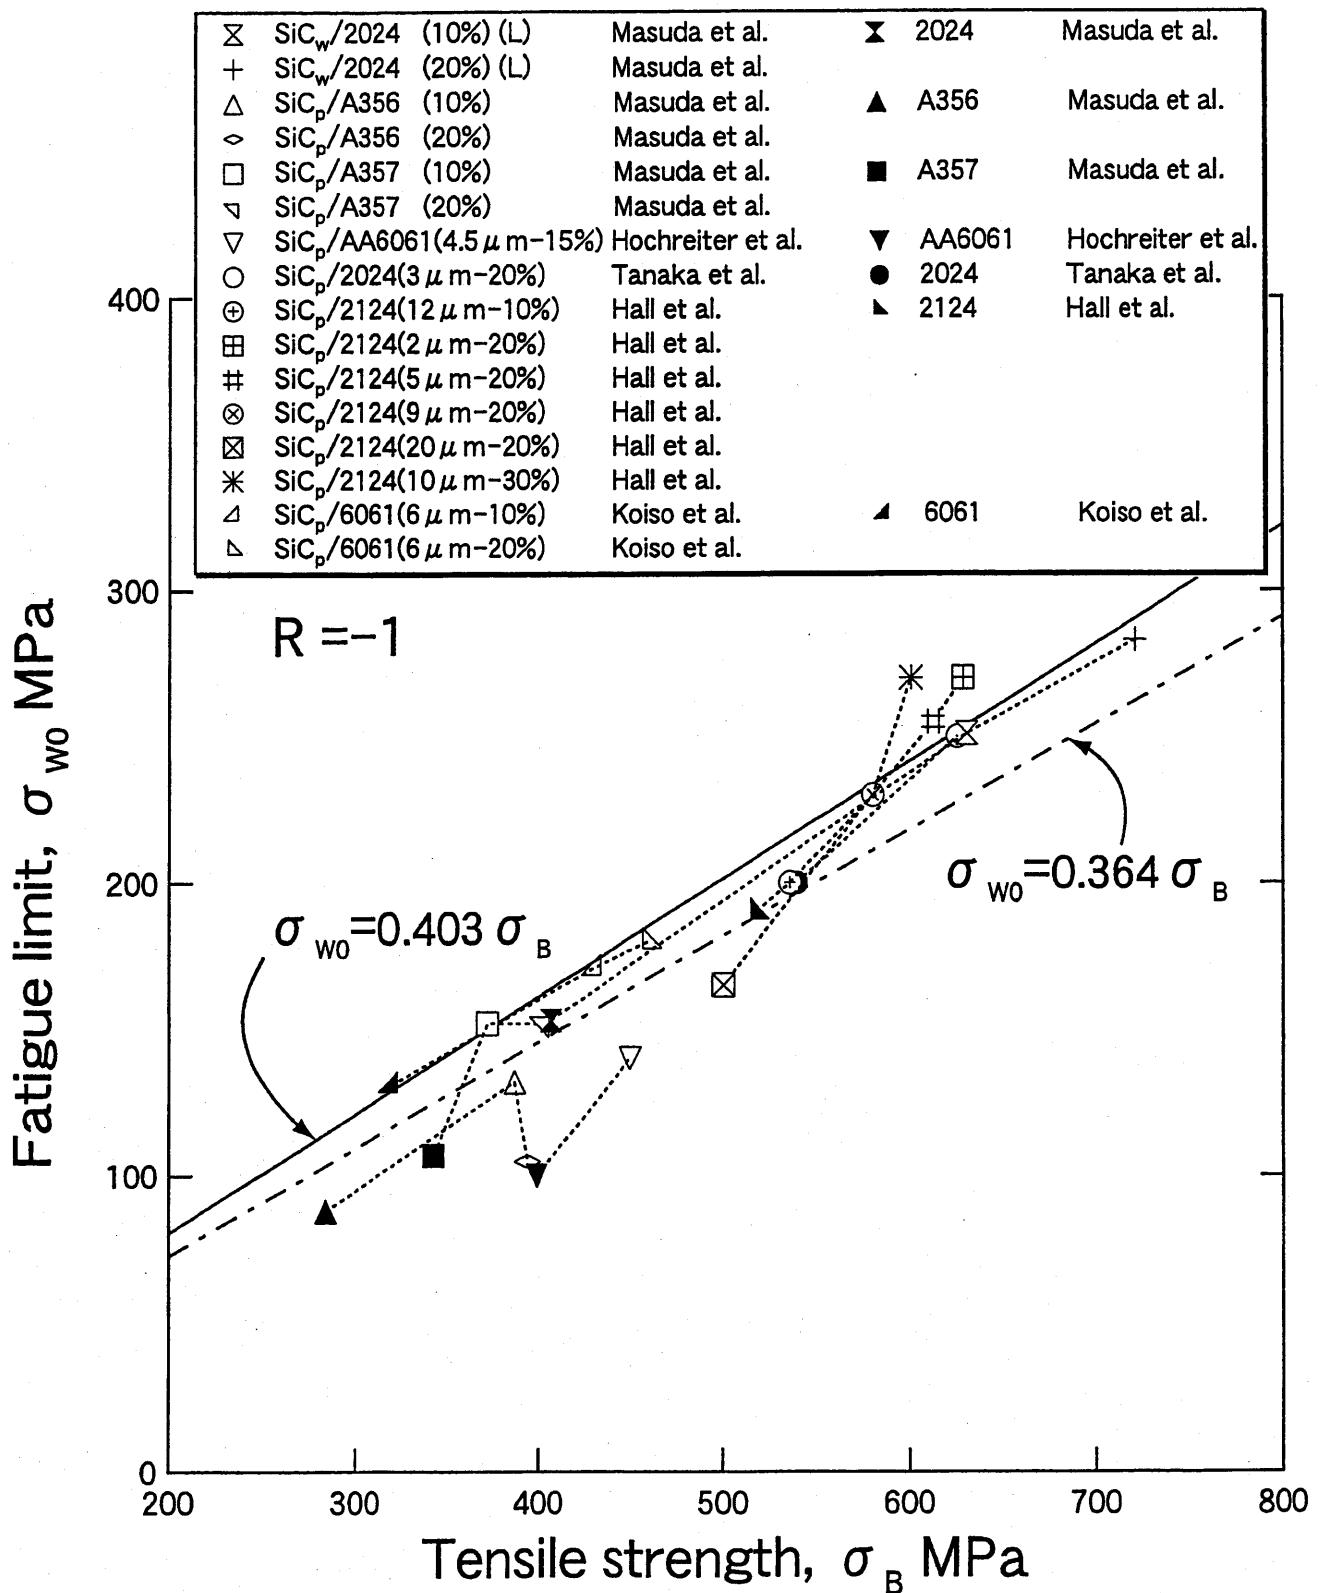 SiCw/2024 (10%) (L) Masuda et al. 2024 Masuda et al.
SiCw/2024 (20%) (L) Masuda et al.
SiCp/A356 (10%) Masuda et al. A356 Masuda et al.
SiCp/A356 (20%) Masuda et al.
SiCp/A357 (10%) Masuda et al. A357 Masuda et al.
SiCp/A357 (20%) Masuda et al.
SiCp/AA6061(4.5μm-15%) Hochreiter et al. AA6061 Hochreiter et al.
SiCp/2024(3μm-20%) Tanaka et al. 2024 Tanaka et al.
SiCp/2124(12μm-10%) Hall et al. 2124 Hall et al.
SiCp/2124(2μm-20%) Hall et al.
SiCp/2124(5μm-20%) Hall et al.
SiCp/2124(9μm-20%) Hall et al.
SiCp/2124(20μm-20%) Hall et al.
SiCp/2124(10μm-30%) Hall et al.
SiCp/6061(6μm-10%) Koiso et al. 6061 Koiso et al.
SiCp/6061(6μm-20%) Koiso et al.
400
300
200
100
0
Fatigue limit, σw0 MPa
R=-1
σw0=0.403σB
σw0=0.364σB
200 300 400 500 600 700 800
Tensile strength, σB MPa